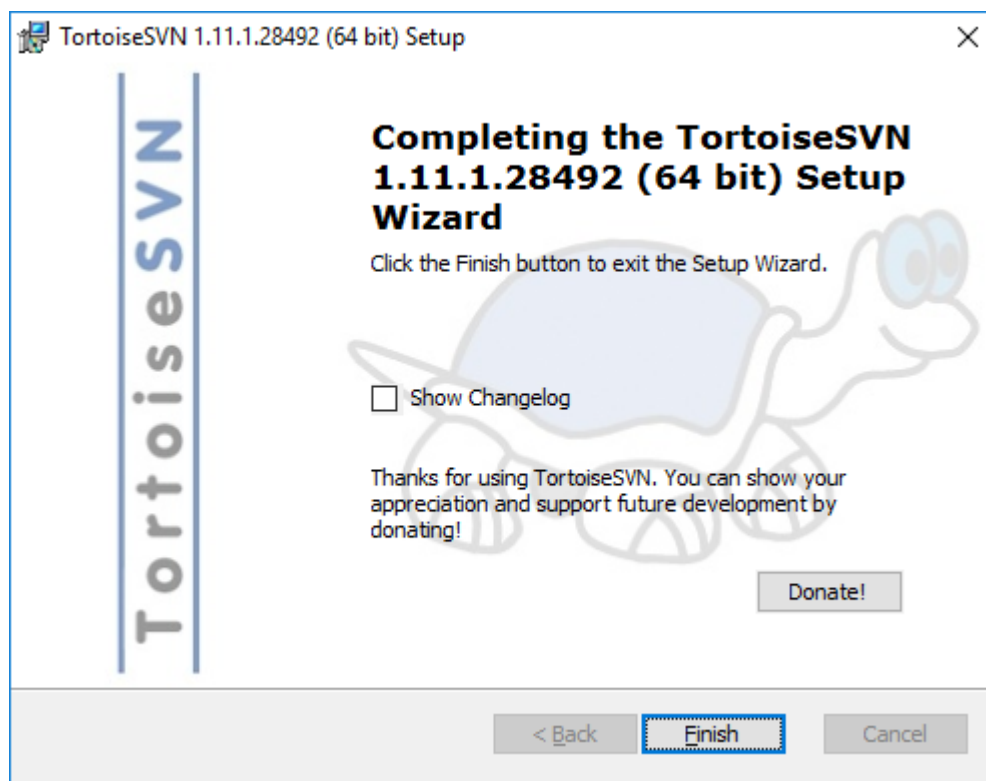 TortoiseSVN 1.11.1.28492 (64 bit) Setup
TortoiseSVN
Completing the TortoiseSVN
1.11.1.28492 (64 bit) Setup
Wizard
Click the Finish button to exit the Setup Wizard.
Show Changelog
Thanks for using TortoiseSVN. You can show your
appreciation and support future development by
donating!
Donate!
< Back
Finish
Cancel